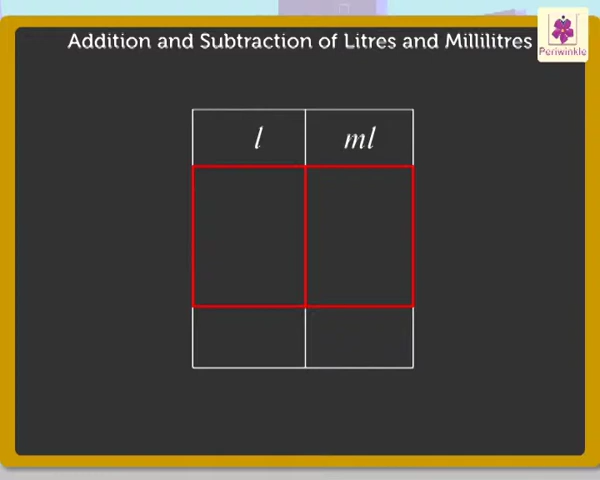 Addition and Subtraction of Litres and Millilitres
Periwinkle
l ml